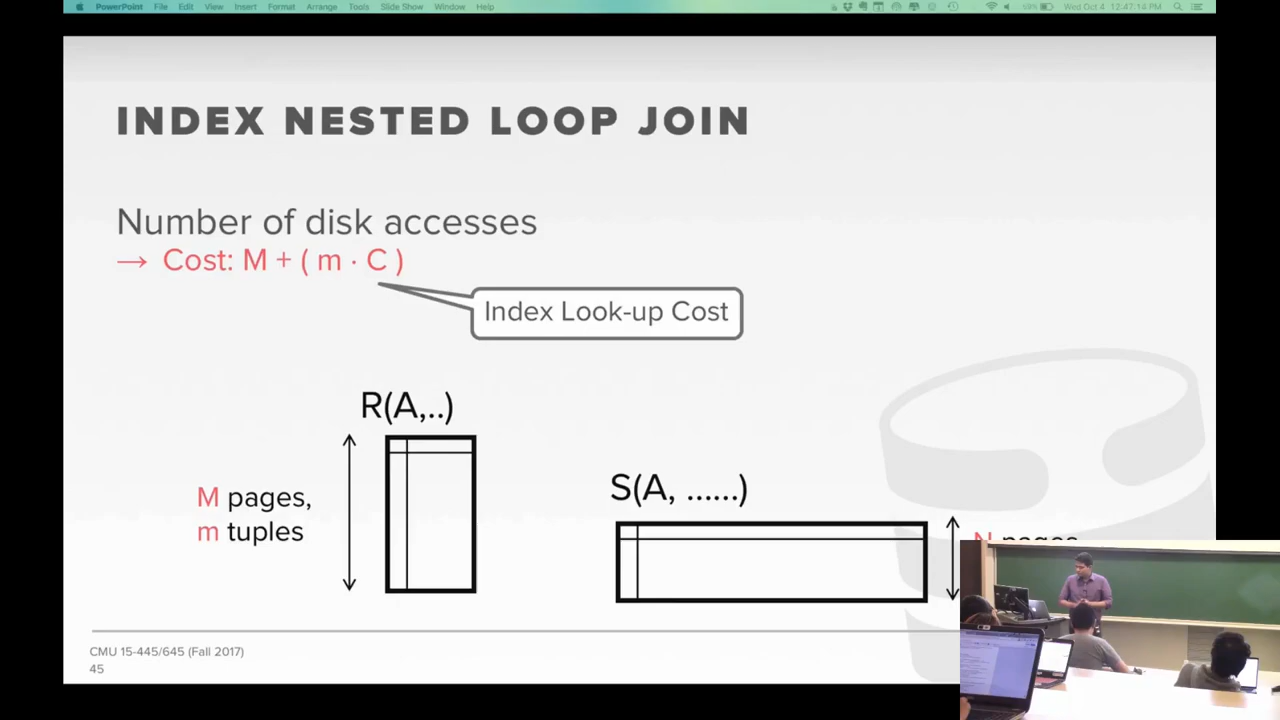 PowerPoint File Edit View Insert Format Arrange Tools Slide Show Window Help Wed Oct 4 12:47:14 PM
INDEX NESTED LOOP JOIN
Number of disk accesses
→ Cost: M + ( m · C )
Index Look-up Cost
R(A,..)
M pages,
m tuples
S(A, ......)
N pages
CMU 15-445/645 (Fall 2017)
45